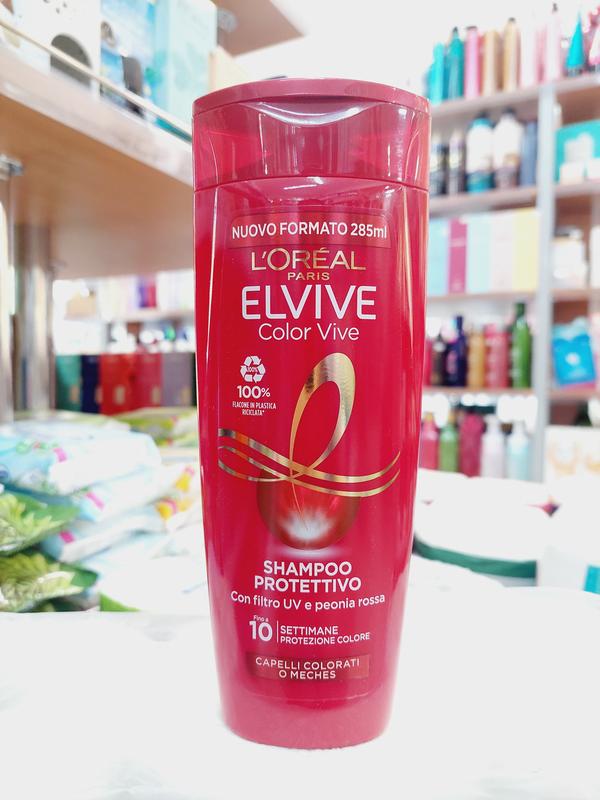 NUOVO FORMATO 285ml
L'ORÉAL
PARIS
ELVIVE
Color Vive
100%
100%
FLACONE IN PLASTICA
RICICLATA*
SHAMPOO
PROTETTIVO
Con filtro UV e peonia rossa
Fino a
10 SETTIMANE
PROTEZIONE COLORE
CAPELLI COLORATI
O MECHES